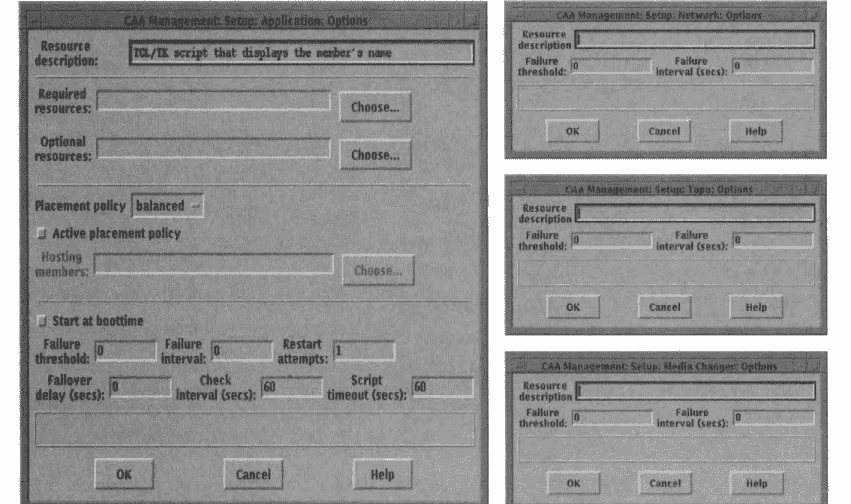 CAA Management: Setup: Application: Options
Resource
description:
TCL/TK script that displays the member's name
Required
resources:
Choose...
Optional
resources:
Choose...
Placement policy balanced
Active placement policy
Hosting
members:
Choose...
Start at boottime
Failure
threshold: 0
Failure
interval: 0
Restart
attempts: 1
Failover
delay (secs): 0
Check
interval (secs): 60
Script
timeout (secs): 60
OK Cancel Help
CAA Management: Setup: Network: Options
Resource
description
Failure
threshold: 0
Failure
interval (secs): 0
OK Cancel Help
CAA Management: Setup: Tape: Options
Resource
description
Failure
threshold: 0
Failure
interval (secs): 0
OK Cancel Help
CAA Management: Setup: Media Changer: Options
Resource
description
Failure
threshold: 0
Failure
interval (secs): 0
OK Cancel Help